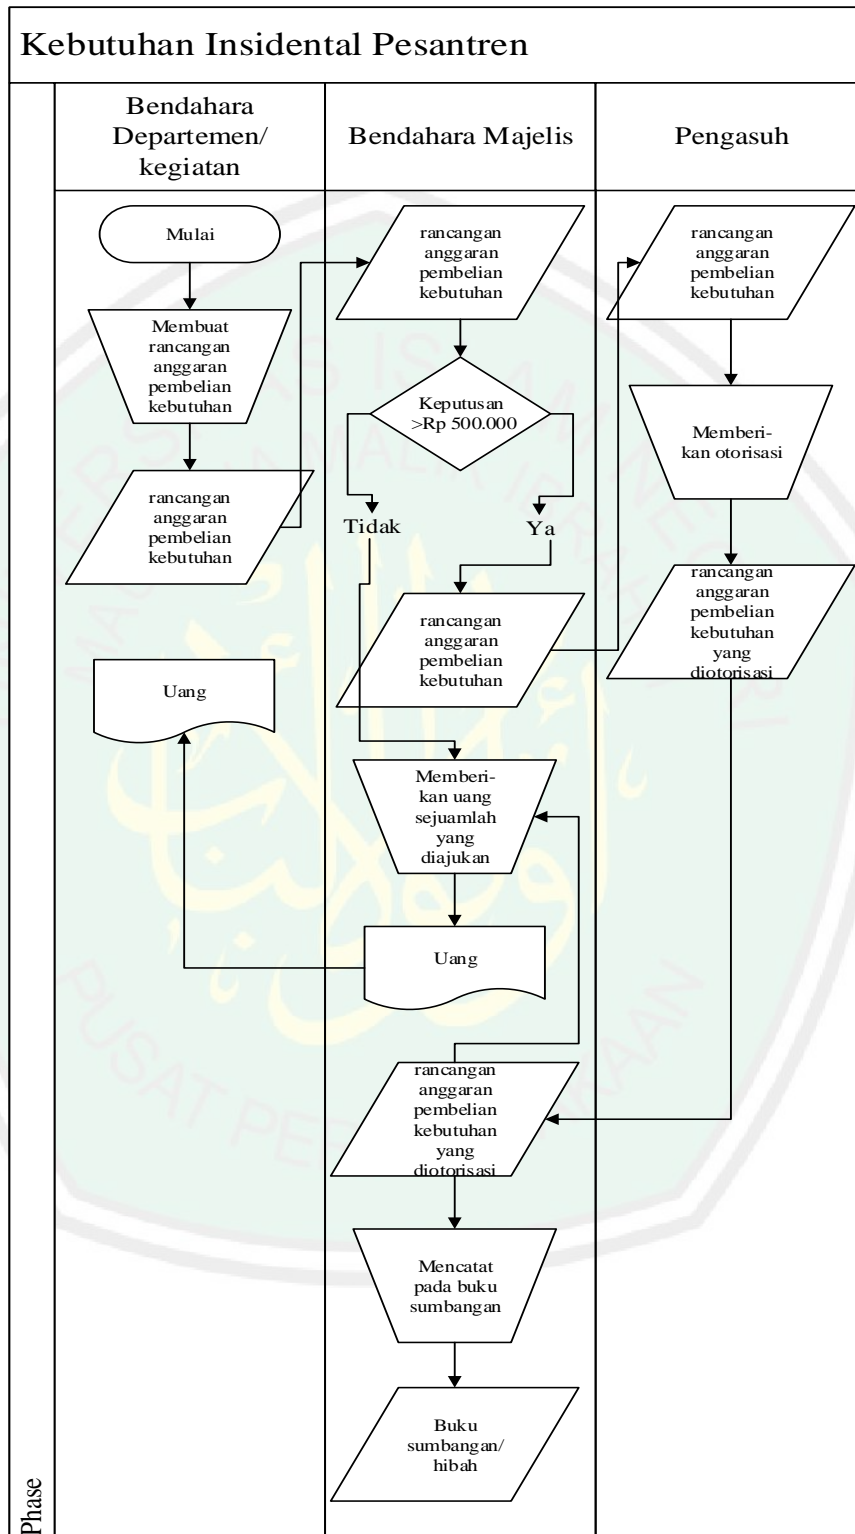 Kebutuhan Insidental Pesantren
Bendahara
Departemen/
kegiatan
Bendahara Majelis
Pengasuh
Mulai
Membuat
rancangan
anggaran
pembelian
kebutuhan
rancangan
anggaran
pembelian
kebutuhan
Uang
rancangan
anggaran
pembelian
kebutuhan
Keputusan
>Rp 500.000
Tidak
Ya
rancangan
anggaran
pembelian
kebutuhan
Memberi-
kan uang
sejuamlah
yang
diajukan
Uang
rancangan
anggaran
pembelian
kebutuhan
yang
diotorisasi
Mencatat
pada buku
sumbangan
Buku
sumbangan/
hibah
rancangan
anggaran
pembelian
kebutuhan
Memberi-
kan otorisasi
rancangan
anggaran
pembelian
kebutuhan
yang
diotorisasi
Phase